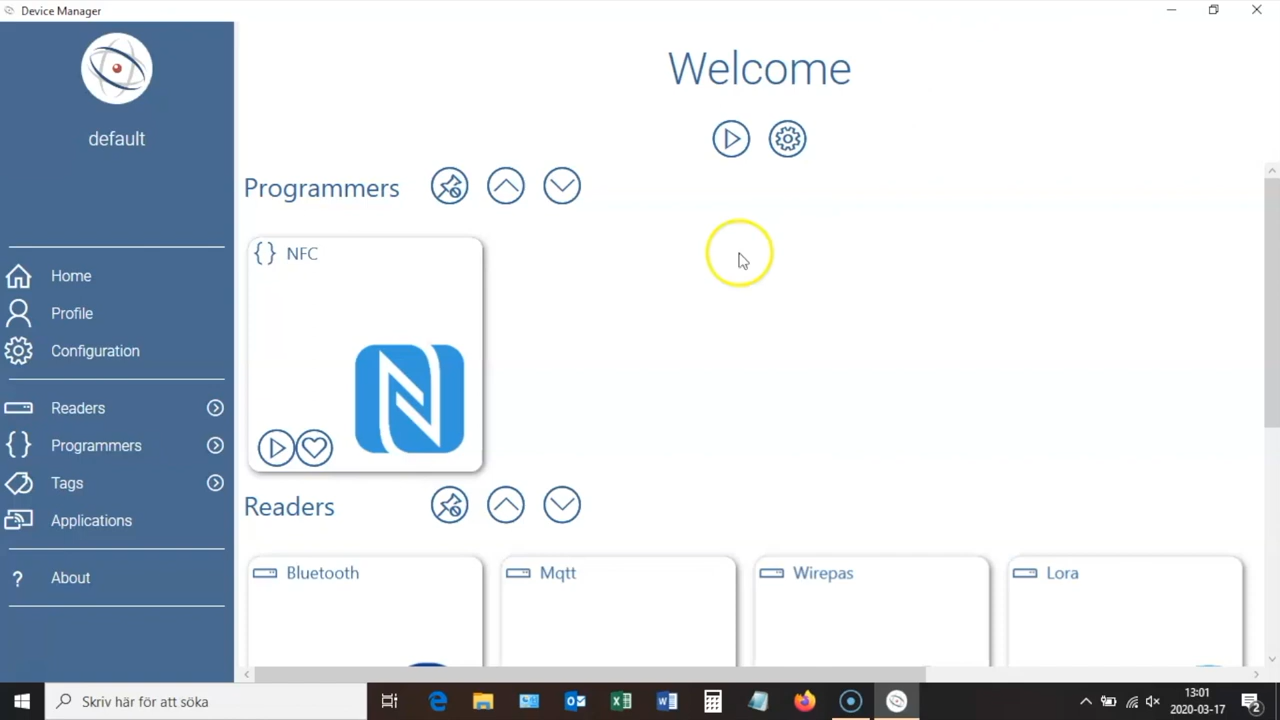 Device Manager
Welcome
default
Programmers
NFC
Home
Profile
Configuration
Readers
Programmers
Tags
Applications
About
Readers
Bluetooth
Mqtt
Wirepas
Lora
Skriv här för att söka
13:01
2020-03-17
2